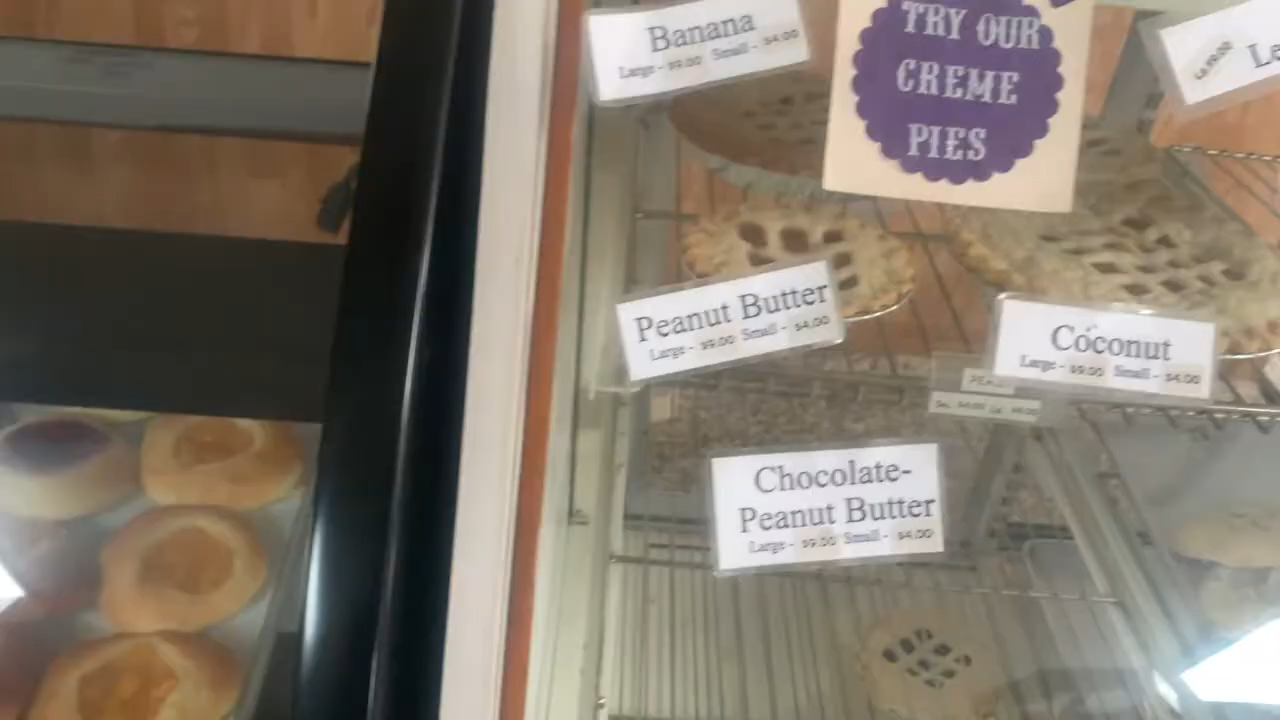 Banana
Large - $9.00 Small - $4.00
TRY OUR
CREME
PIES
Peanut Butter
Large - $9.00 Small - $4.00
Coconut
Large - $9.00 Small - $4.00
Chocolate-
Peanut Butter
Large - $9.00 Small - $4.00